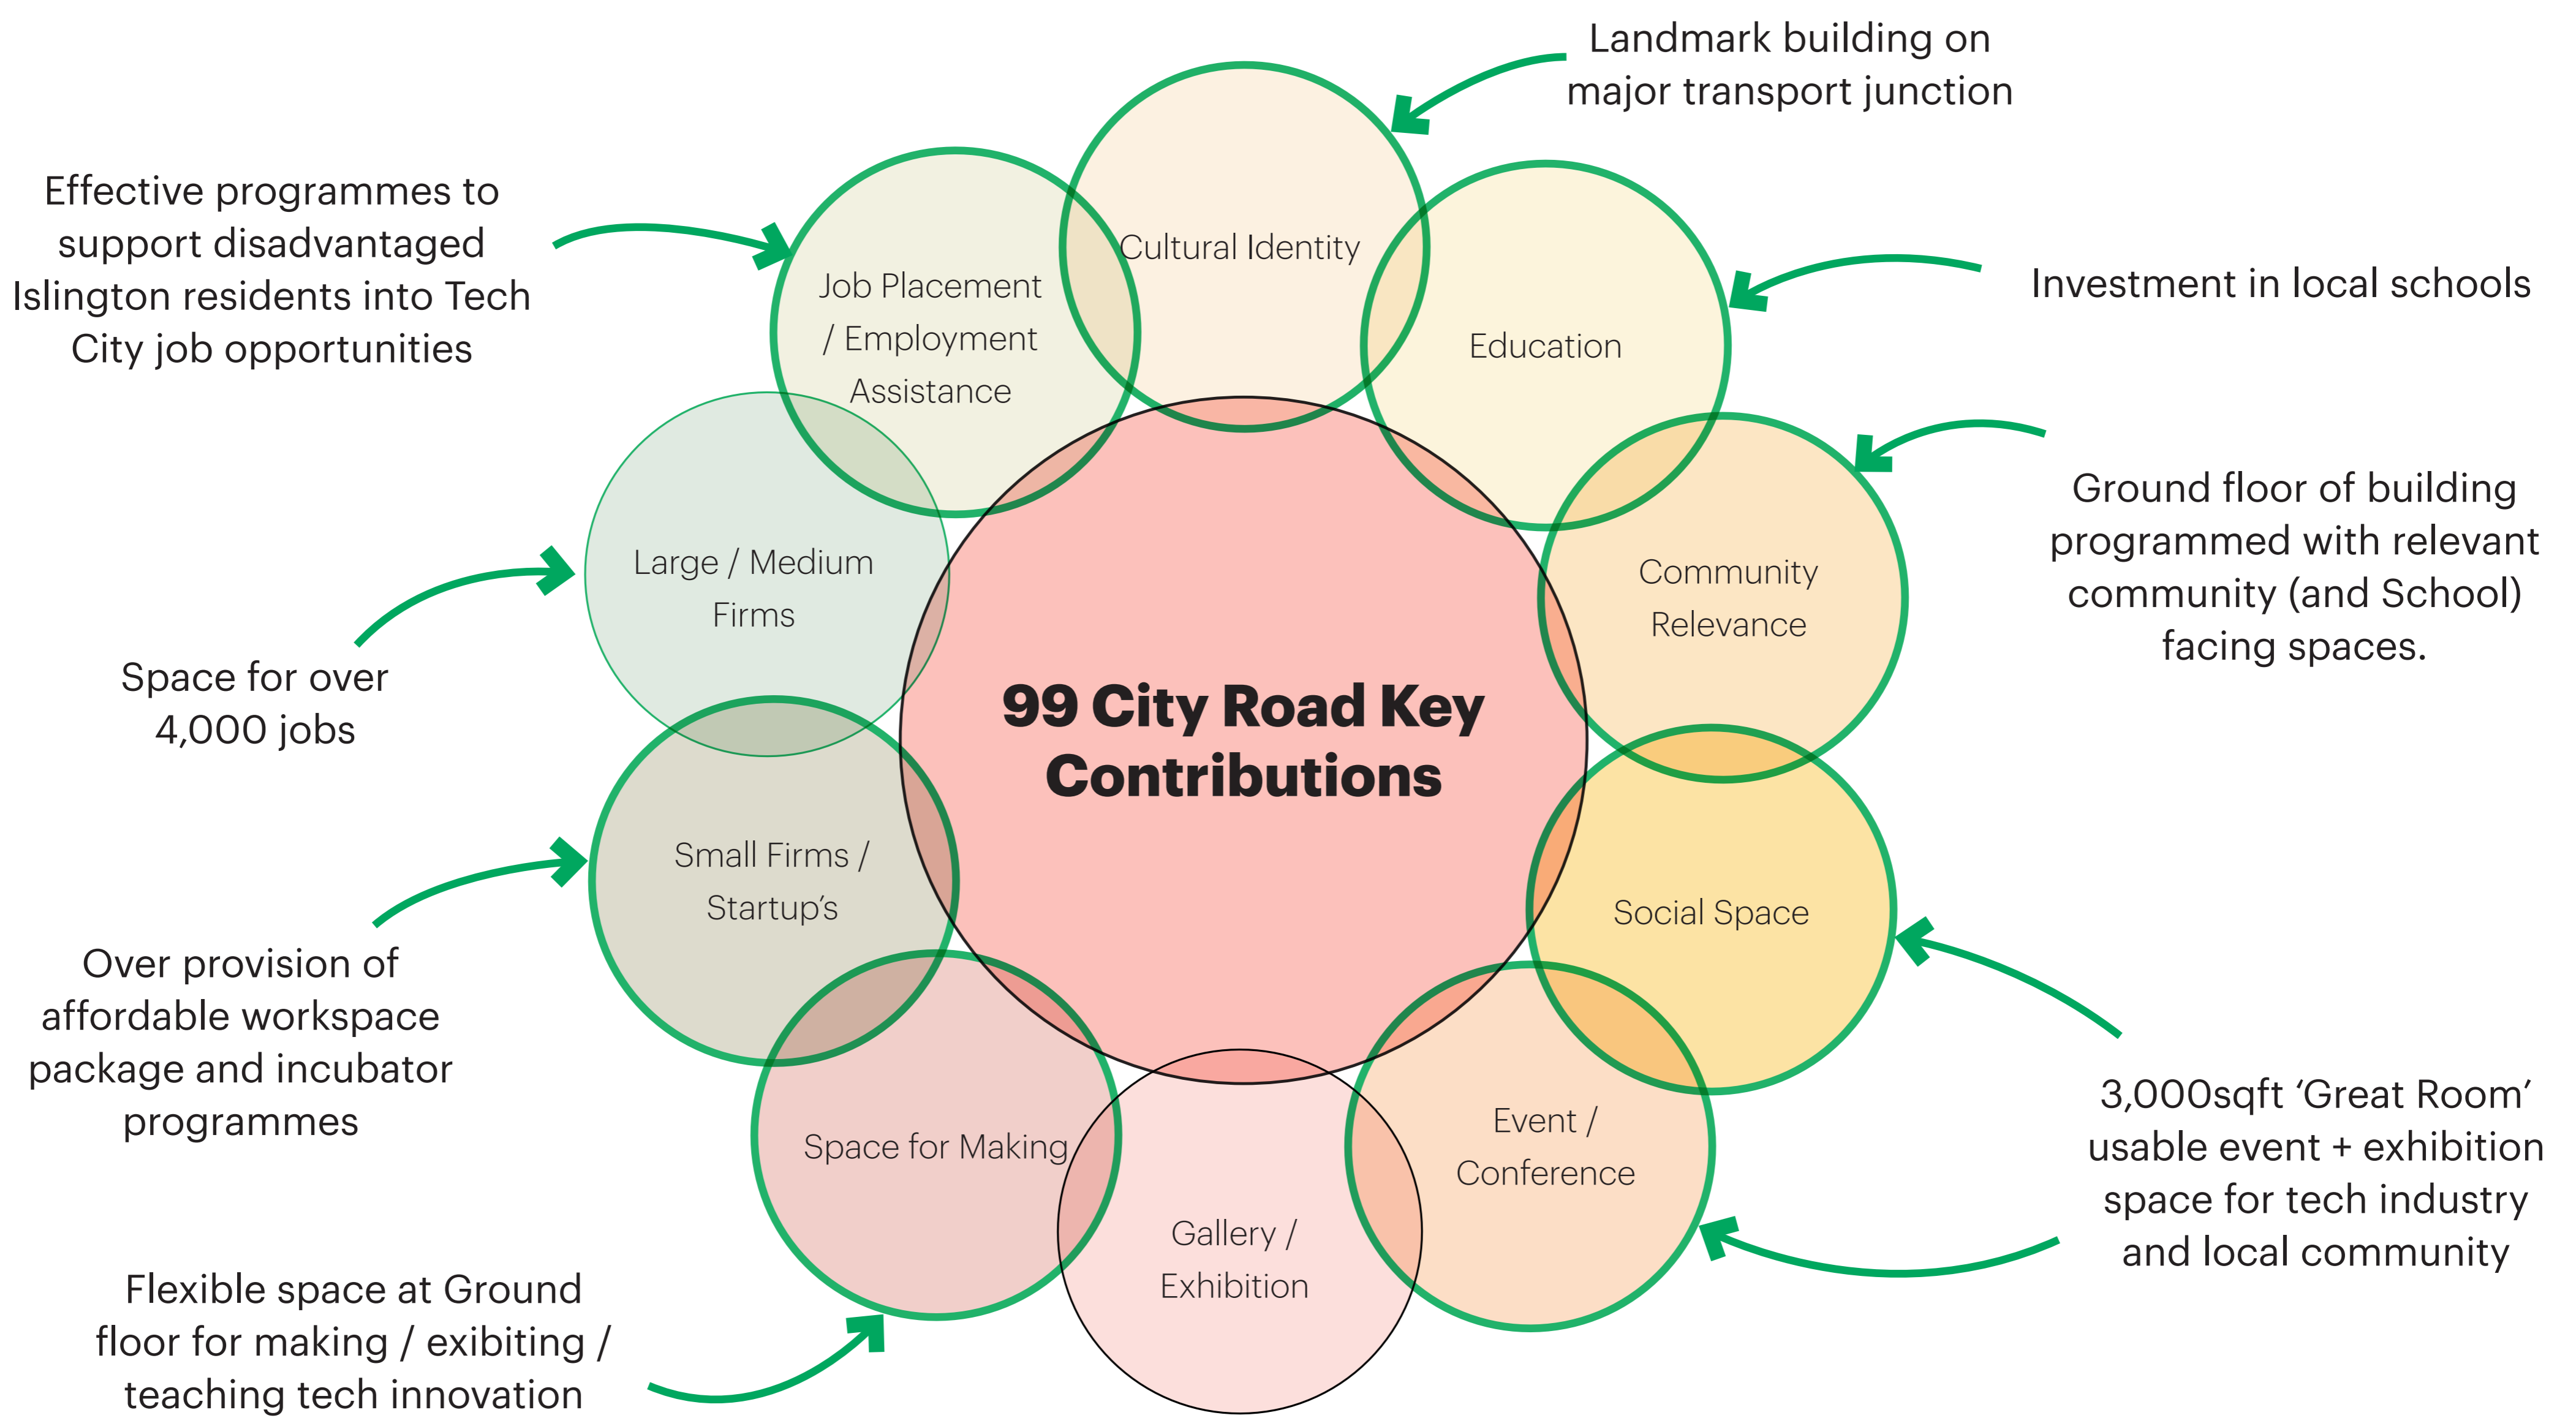 Landmark building on
major transport junction
Effective programmes to
support disadvantaged
Islington residents into Tech
City job opportunities
Cultural Identity
Job Placement
/ Employment
Assistance
Education
Investment in local schools
Large / Medium
Firms
Community
Relevance
Ground floor of building
programmed with relevant
community (and School)
facing spaces.
Space for over
4,000 jobs
99 City Road Key
Contributions
Small Firms /
Startup’s
Social Space
Over provision of
affordable workspace
package and incubator
programmes
Space for Making
Event /
Conference
3,000sqft ‘Great Room’
usable event + exhibition
space for tech industry
and local community
Gallery /
Exhibition
Flexible space at Ground
floor for making / exibiting /
teaching tech innovation